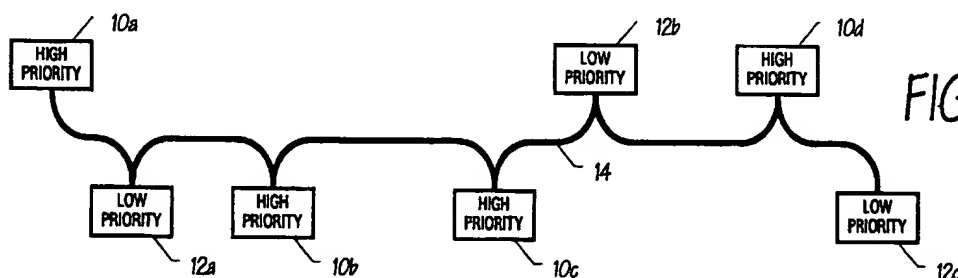 10a
HIGH
PRIORITY
12b
LOW
PRIORITY
10d
HIGH
PRIORITY
FIG
14
LOW
PRIORITY
12a
HIGH
PRIORITY
10b
HIGH
PRIORITY
10c
LOW
PRIORITY